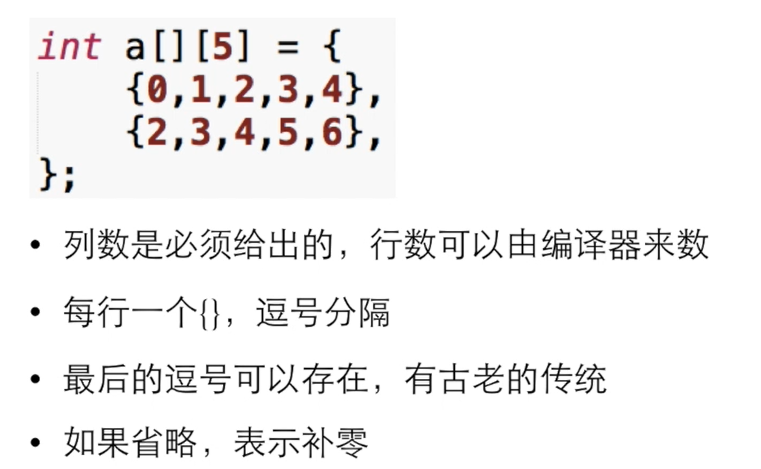 int a[][5] = {
{0,1,2,3,4},
{2,3,4,5,6},
};
• 列数是必须给出的，行数可以由编译器来数
• 每行一个{}，逗号分隔
• 最后的逗号可以存在，有古老的传统
• 如果省略，表示补零